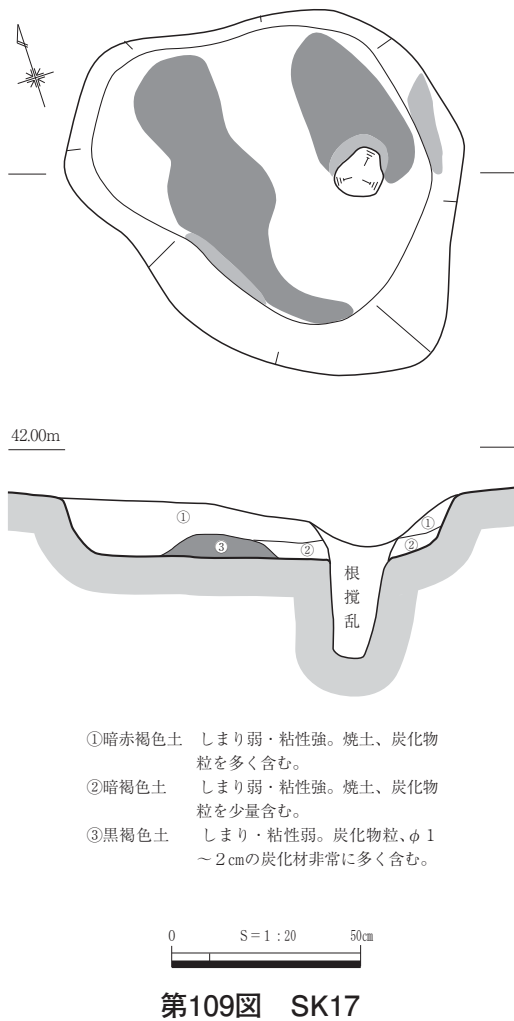 42.00m
①
①
③
②
②
根
攪
乱
①暗赤褐色土 しまり弱・粘性強。焼土、炭化物
粒を多く含む。
②暗褐色土 しまり弱・粘性強。焼土、炭化物
粒を少量含む。
③黒褐色土 しまり・粘性弱。炭化物粒、φ1
～2㎝の炭化材非常に多く含む。
0 S=1:20 50㎝
第109図 SK17